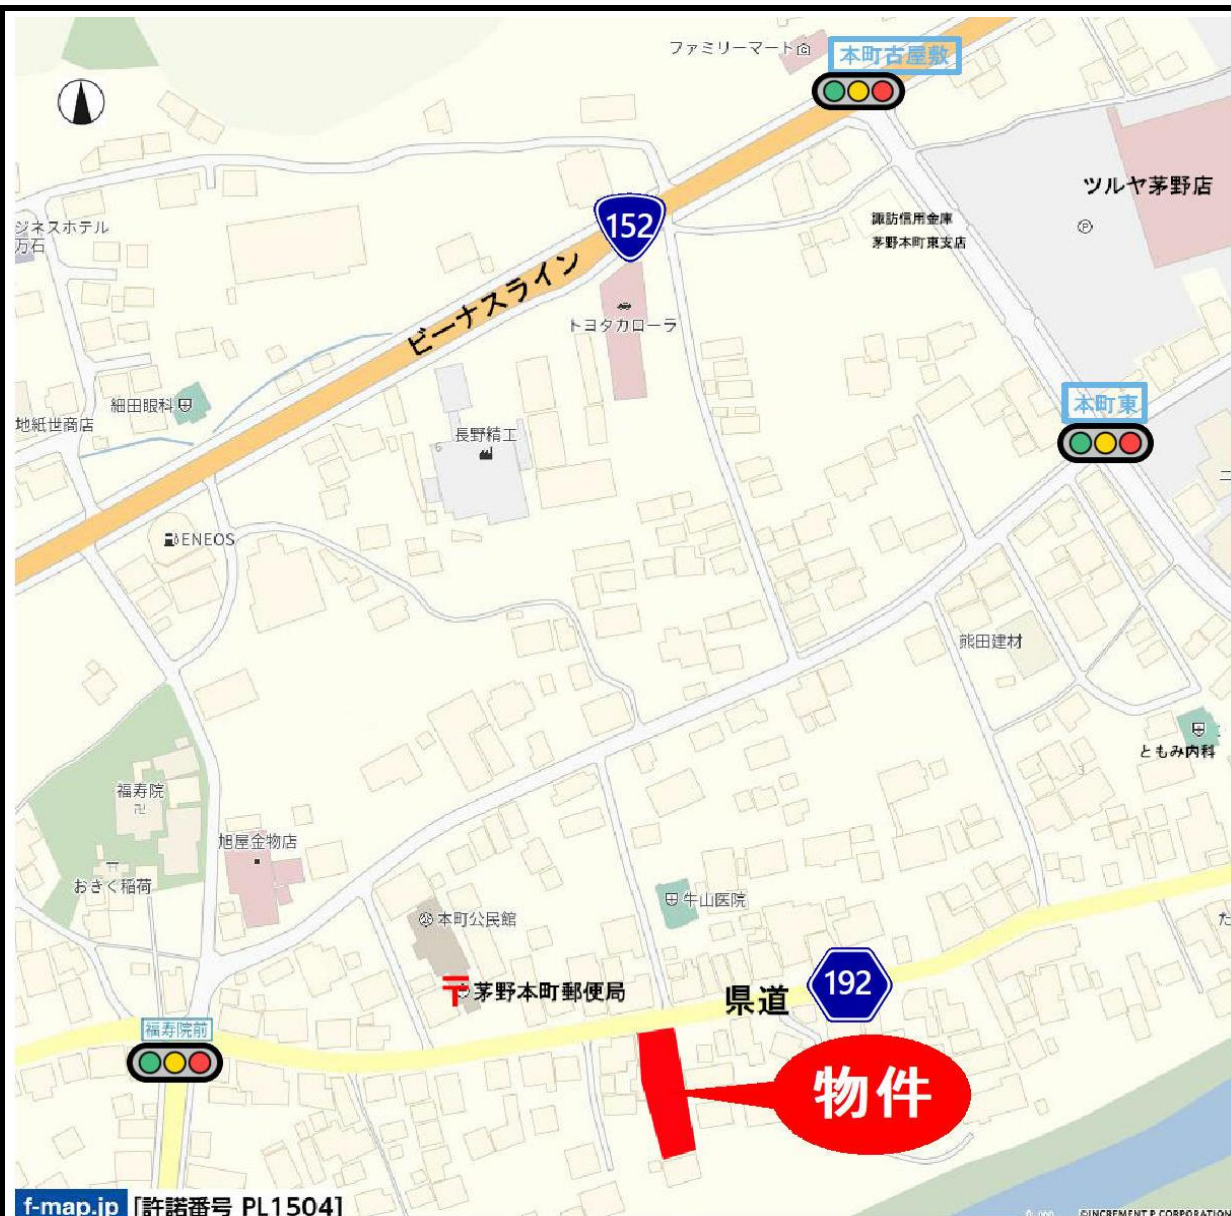 ファミリーマート
本町古屋敷
ツルヤ茅野店
P
諏訪信用金庫
茅野本町東支店
152
ジネスホテル
万石
ビーナスライン
トヨタカローラ
本町東
細田眼科
地紙世商店
長野精工
6
ENEOS
熊田建材
ともみ内科
3
福寿院
卍
旭屋金物店
おきく稲荷
牛山医院
本町公民館
〒茅野本町郵便局
県道
192
福寿院前
物件
f-map.jp [許諾番号 PL1504]
©INCREMENT P CORPORATION